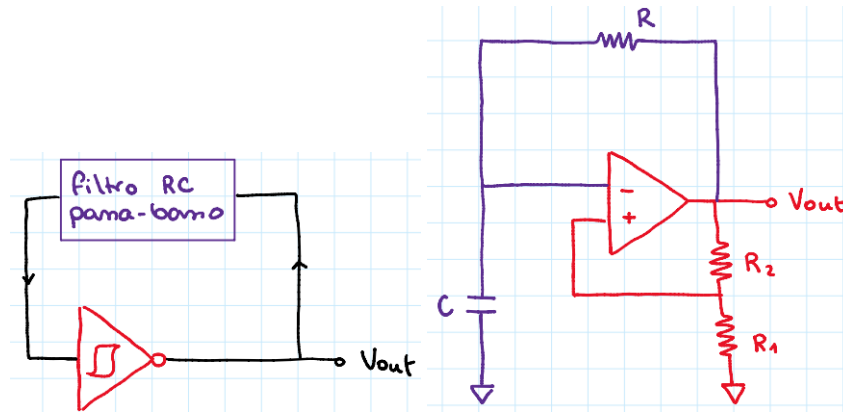 filtro RC
passa-basso
Vout
R
-
+
Vout
R2
C
R1